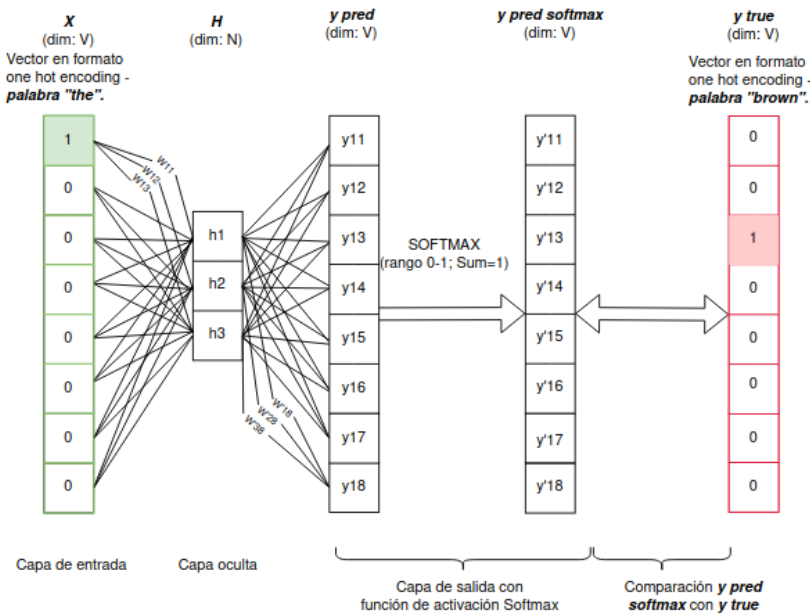 X
(dim: V)
Vector en formato
one hot encoding -
palabra "the".
H
(dim: N)
y pred
(dim: V)
y pred softmax
(dim: V)
y true
(dim: V)
Vector en formato
one hot encoding -
palabra "brown".
1
0
0
0
0
0
0
0
W11
W12
W13
h1
h2
h3
W'18
W'28
W'38
y11
y12
y13
y14
y15
y16
y17
y18
SOFTMAX
(rango 0-1; Sum=1)
y'11
y'12
y'13
y'14
y'15
y'16
y'17
y'18
0
0
1
0
0
0
0
0
Capa de entrada
Capa oculta
Capa de salida con
función de activación Softmax
Comparación y pred
softmax con y true